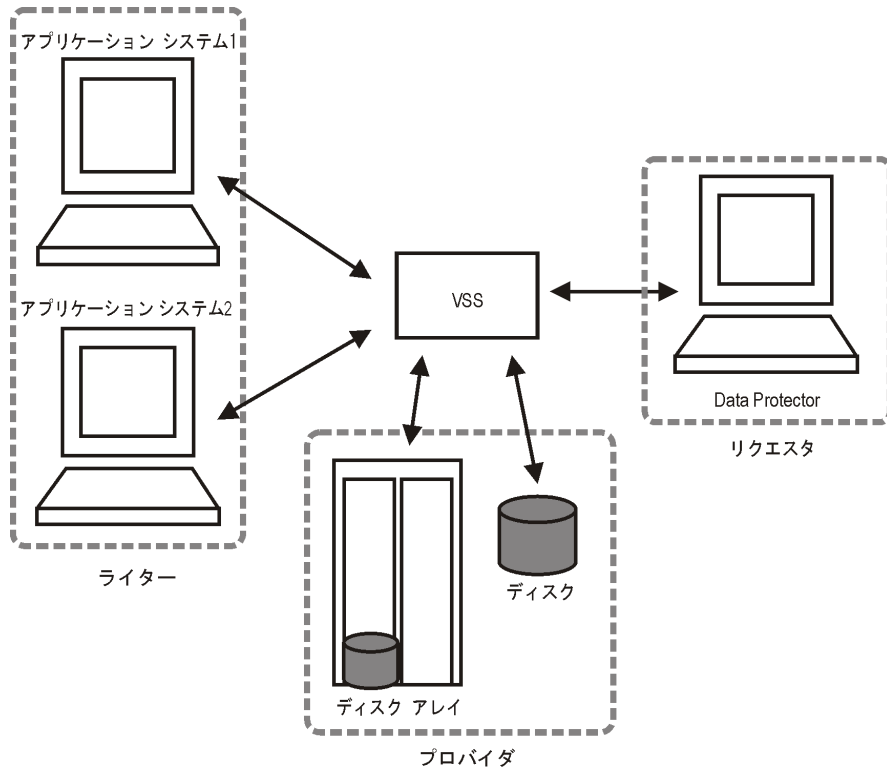 アプリケーション システム1
アプリケーション システム2
ライター
VSS
Data Protector
リクエスタ
ディスク
ディスク アレイ
プロバイダ